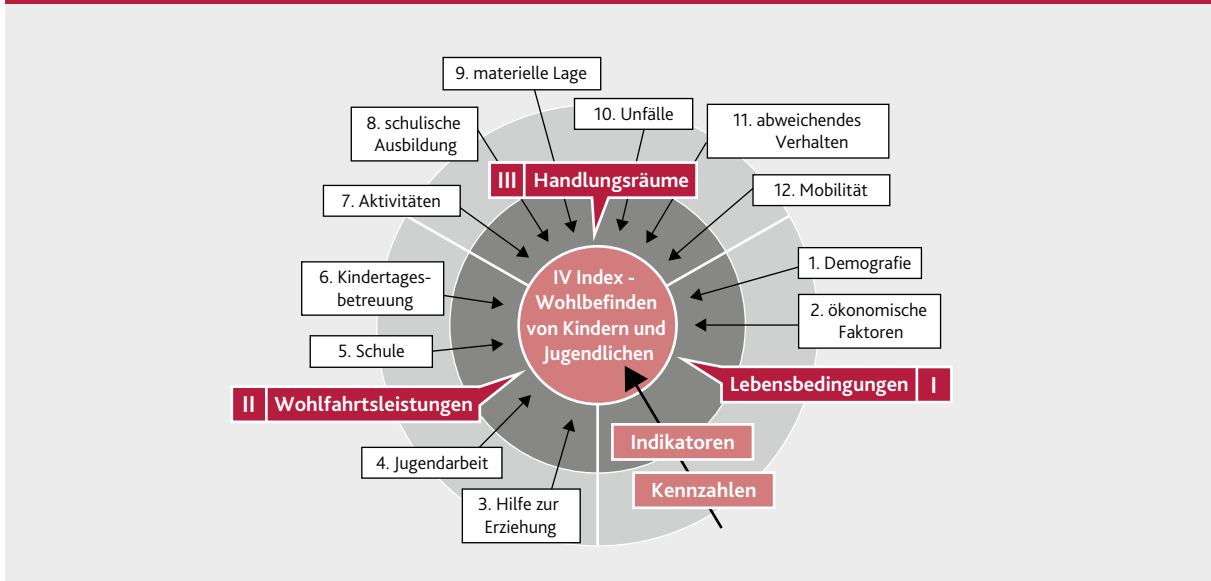 9. materielle Lage
10. Unfälle
8. schulische
Ausbildung
11. abweichendes
Verhalten
III Handlungsräume
7. Aktivitäten
12. Mobilität
6. Kindertages-
betreuung
IV Index -
Wohlbefinden
von Kindern und
Jugendlichen
1. Demografie
2. ökonomische
Faktoren
5. Schule
II Wohlfahrtsleistungen
Lebensbedingungen I
4. Jugendarbeit
Indikatoren
3. Hilfe zur
Erziehung
Kennzahlen